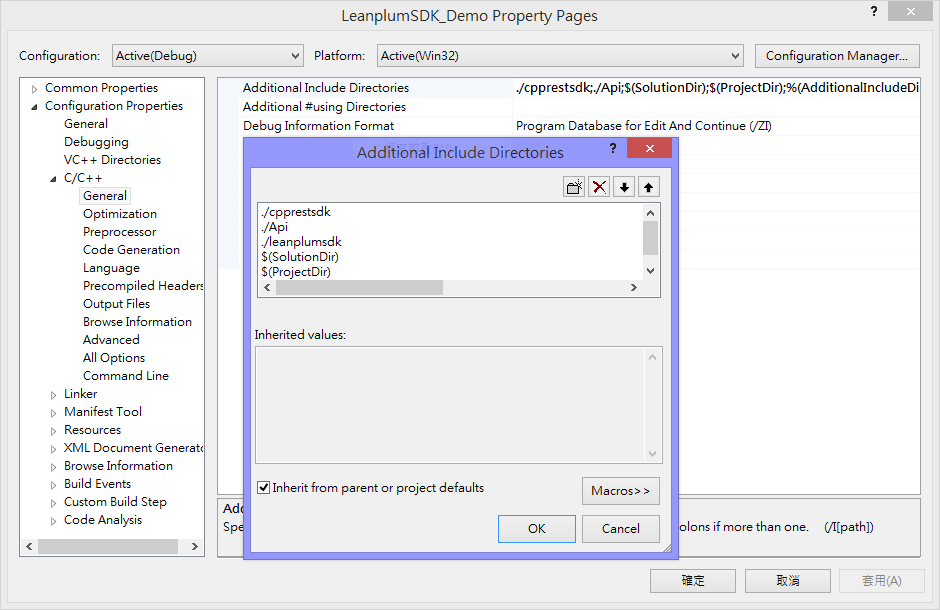 LeanplumSDK_Demo Property Pages
?
Configuration: Active(Debug) Platform: Active(Win32) Configuration Manager...
Common Properties
Configuration Properties
General
Debugging
VC++ Directories
C/C++
General
Optimization
Preprocessor
Code Generation
Language
Precompiled Headers
Output Files
Browse Information
Advanced
All Options
Command Line
Linker
Manifest Tool
Resources
XML Document Generato
Browse Information
Build Events
Custom Build Step
Code Analysis
Additional Include Directories ./cpprestsdk;./Api;$(SolutionDir);$(ProjectDir);%(AdditionalIncludeDi
Additional #using Directories
Debug Information Format Program Database for Edit And Continue (/ZI)
Additional Include Directories
?
./cpprestsdk
./Api
./leanplumsdk
$(SolutionDir)
$(ProjectDir)
Inherited values:
Inherit from parent or project defaults
Macros>>
OK Cancel
Add
Spe olons if more than one. (/I[path])
確定 取消 套用(A)